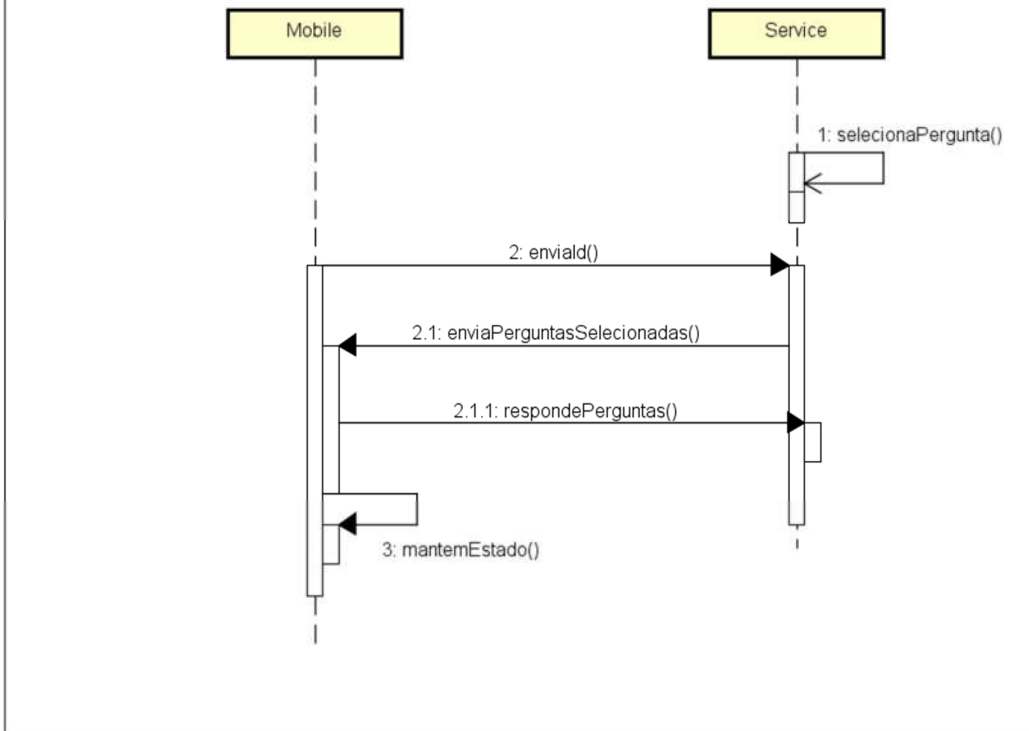 Mobile
Service
1: selecionaPergunta()
2: enviaId()
2.1: enviaPerguntasSelecionadas()
2.1.1: respondePerguntas()
3: mantemEstado()